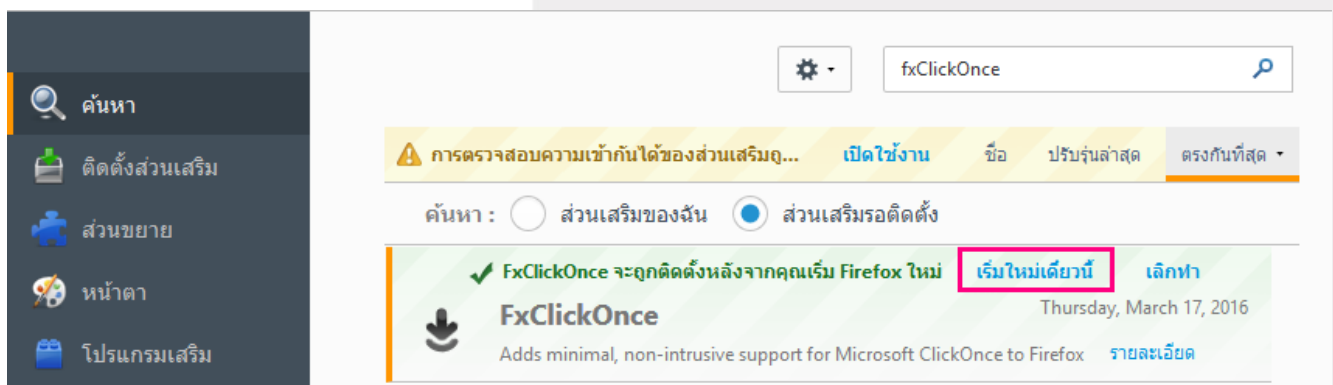 fxClickOnce
ค้นหา
ติดตั้งส่วนเสริม
ส่วนขยาย
หน้าตา
โปรแกรมเสริม
การตรวจสอบความเข้ากันได้ของส่วนเสริมถู... เปิดใช้งาน ชื่อ ปรับรุ่นล่าสุด ตรงกันที่สุด
ค้นหา : ส่วนเสริมของฉัน ส่วนเสริมรอติดตั้ง
FxClickOnce จะถูกติดตั้งหลังจากคุณเริ่ม Firefox ใหม่ เริ่มใหม่เดี๋ยวนี้ เลิกทำ
FxClickOnce Thursday, March 17, 2016
Adds minimal, non-intrusive support for Microsoft ClickOnce to Firefox รายละเอียด